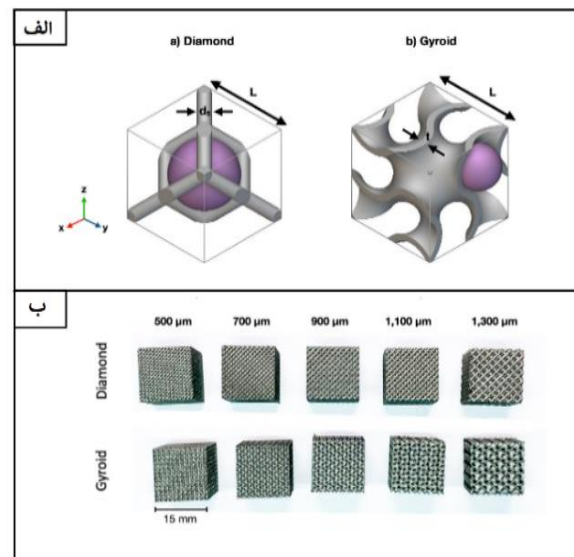 الف
a) Diamond b) Gyroid
L L
dₛ t
z
x y
ب
500 μm 700 μm 900 μm 1,100 μm 1,300 μm
Diamond
Gyroid
15 mm